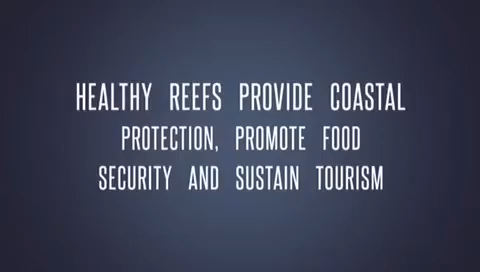 HEALTHY REEFS PROVIDE COASTAL
PROTECTION, PROMOTE FOOD
SECURITY AND SUSTAIN TOURISM